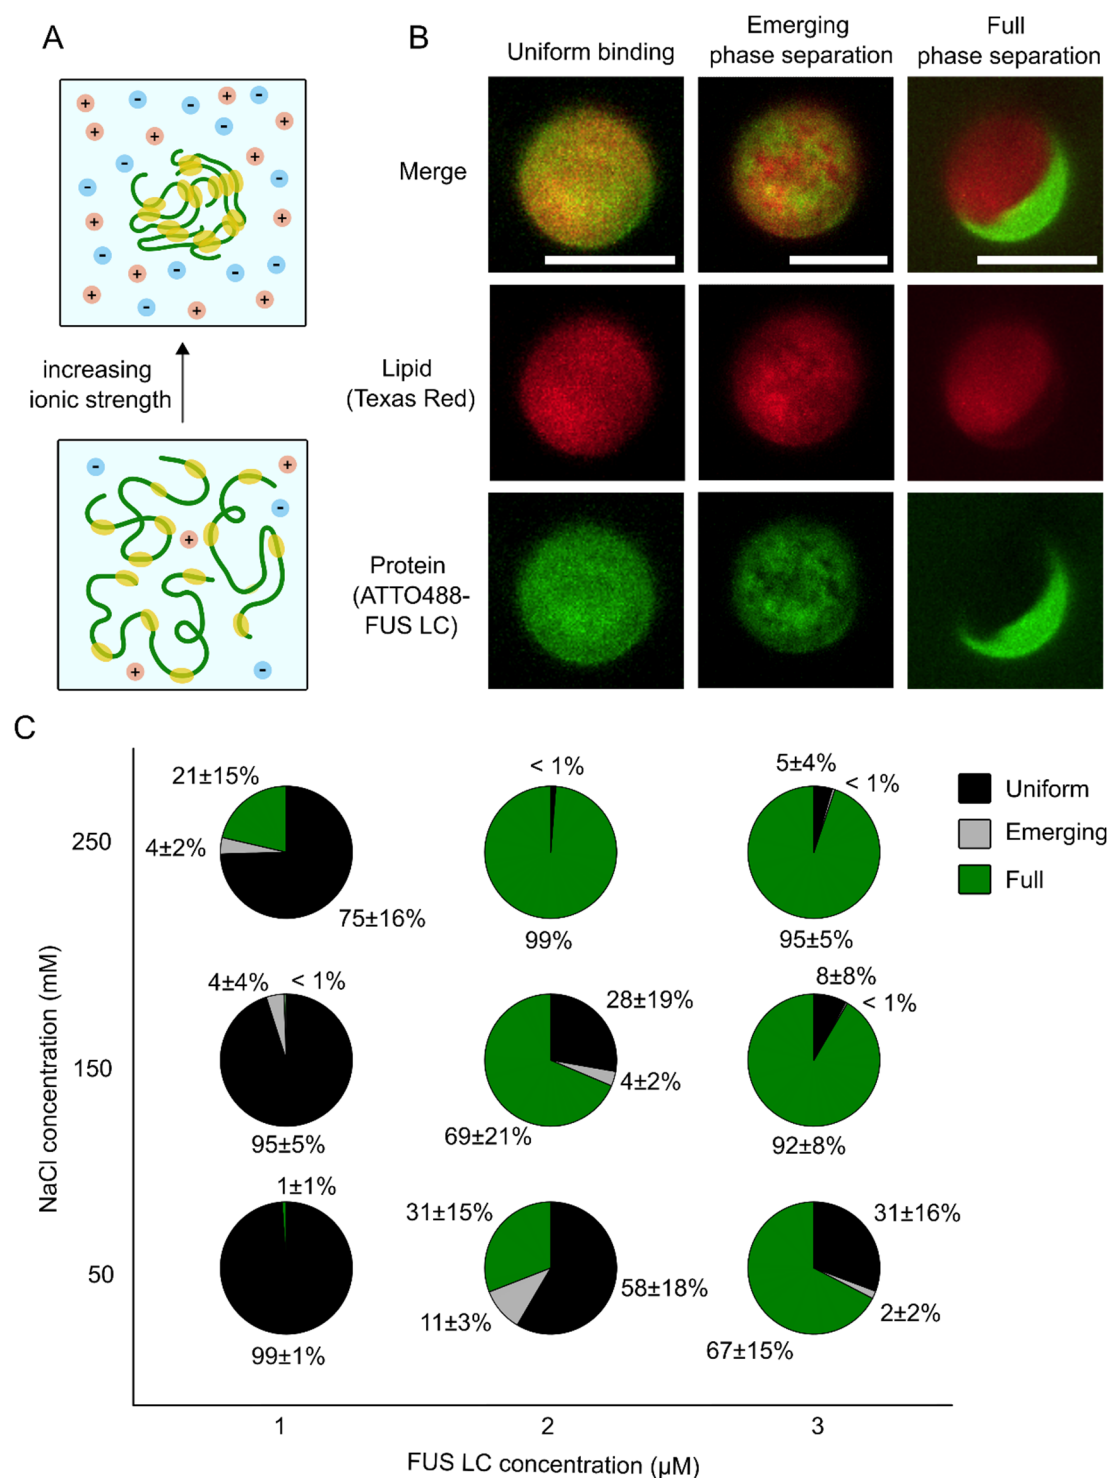 A
+ - - + -
+ + - +
- + -
- +
+ -
- + - - -
+ - + +
increasing
ionic strength
- +
-
+
+ -
B
Uniform binding
Emerging
phase separation
Full
phase separation
Merge
Lipid
(Texas Red)
Protein
(ATTO488-
FUS LC)
C
NaCl concentration (mM)
250
21±15%
4±2%
75±16%
< 1%
99%
5±4%
< 1%
95±5%
Uniform
Emerging
Full
150
4±4%
< 1%
95±5%
28±19%
4±2%
69±21%
8±8%
< 1%
92±8%
50
1±1%
99±1%
31±15%
58±18%
11±3%
31±16%
2±2%
67±15%
1
2
3
FUS LC concentration (µM)